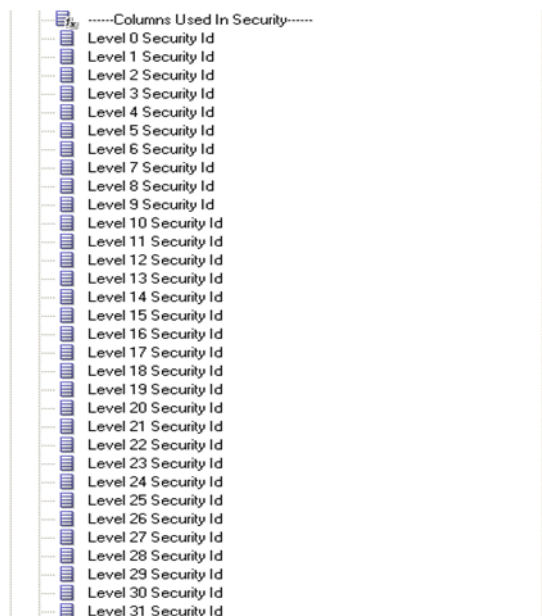 ------Columns Used In Security------
Level 0 Security Id
Level 1 Security Id
Level 2 Security Id
Level 3 Security Id
Level 4 Security Id
Level 5 Security Id
Level 6 Security Id
Level 7 Security Id
Level 8 Security Id
Level 9 Security Id
Level 10 Security Id
Level 11 Security Id
Level 12 Security Id
Level 13 Security Id
Level 14 Security Id
Level 15 Security Id
Level 16 Security Id
Level 17 Security Id
Level 18 Security Id
Level 19 Security Id
Level 20 Security Id
Level 21 Security Id
Level 22 Security Id
Level 23 Security Id
Level 24 Security Id
Level 25 Security Id
Level 26 Security Id
Level 27 Security Id
Level 28 Security Id
Level 29 Security Id
Level 30 Security Id
Level 31 Security Id